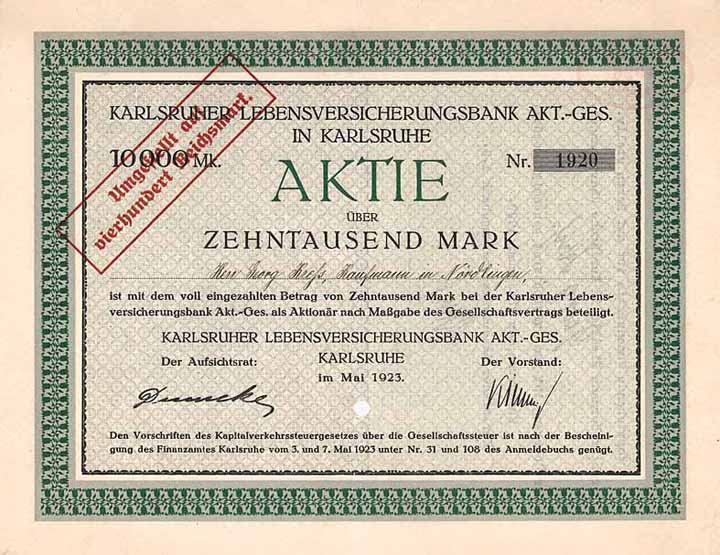 KARLSRUHER LEBENSVERSICHERUNGSBANK AKT.-GES.
IN KARLSRUHE
10000 Mk.
Nr. 1920
Umgestellt auf
vierhundert Reichsmark.
AKTIE
ÜBER
ZEHNTAUSEND MARK
Herr Georg Kreß, Kaufmann in Nördlingen,
ist mit dem voll eingezahlten Betrag von Zehntausend Mark bei der Karlsruher Lebens-
versicherungsbank Akt.-Ges. als Aktionär nach Maßgabe des Gesellschaftsvertrags beteiligt.
KARLSRUHER LEBENSVERSICHERUNGSBANK AKT.-GES.
Der Aufsichtsrat:
KARLSRUHE
im Mai 1923.
Der Vorstand:
Den Vorschriften des Kapitalverkehrssteuergesetzes über die Gesellschaftssteuer ist nach der Bescheini-
gung des Finanzamtes Karlsruhe vom 3. und 7. Mai 1923 unter Nr. 31 und 108 des Anmeldebuchs genügt.